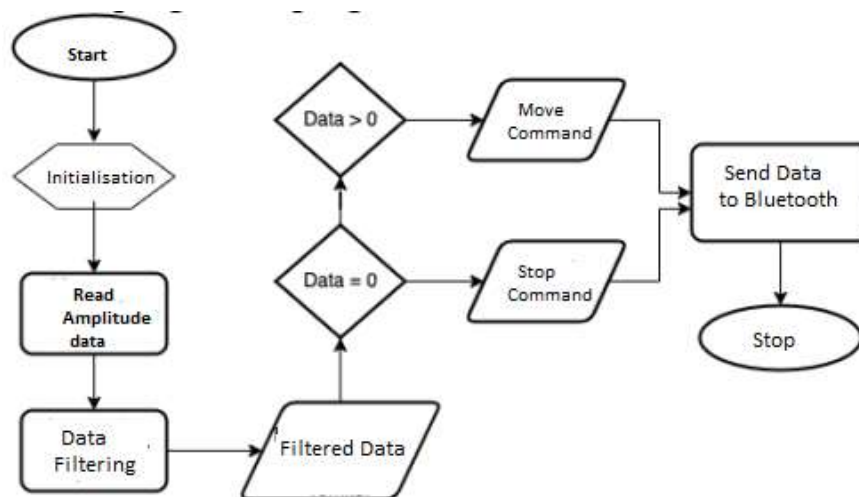 Start
Initialisation
Read
Amplitude
data
Data
Filtering
Filtered Data
Data = 0
Data > 0
Stop
Command
Move
Command
Send Data
to Bluetooth
Stop